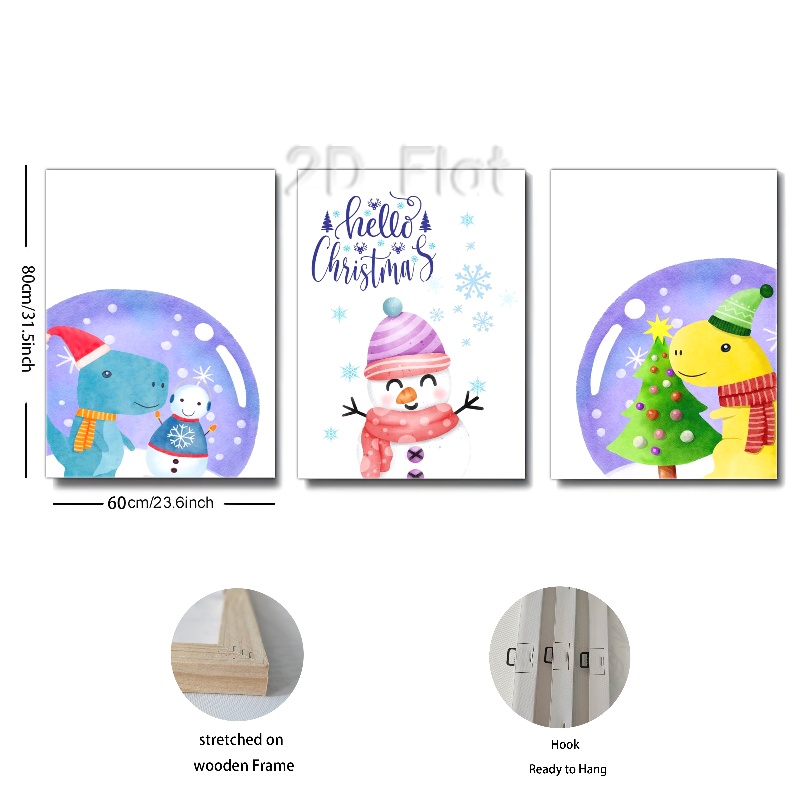 2D Flat
hello
Christmas
80cm/31.5inch
60cm/23.6inch
stretched on
wooden Frame
Hook
Ready to Hang